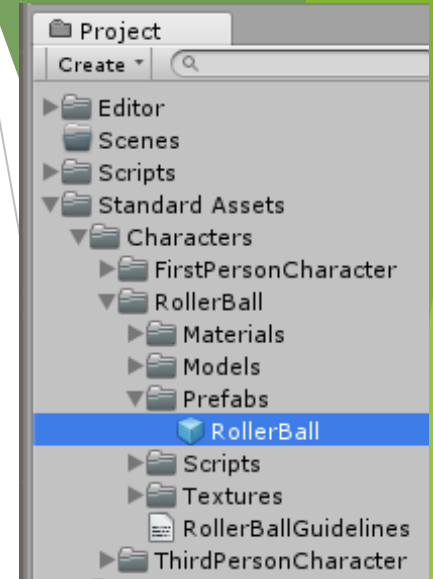 Project
Create
Editor
Scenes
Scripts
Standard Assets
Characters
FirstPersonCharacter
RollerBall
Materials
Models
Prefabs
RollerBall
Scripts
Textures
RollerBallGuidelines
ThirdPersonCharacter